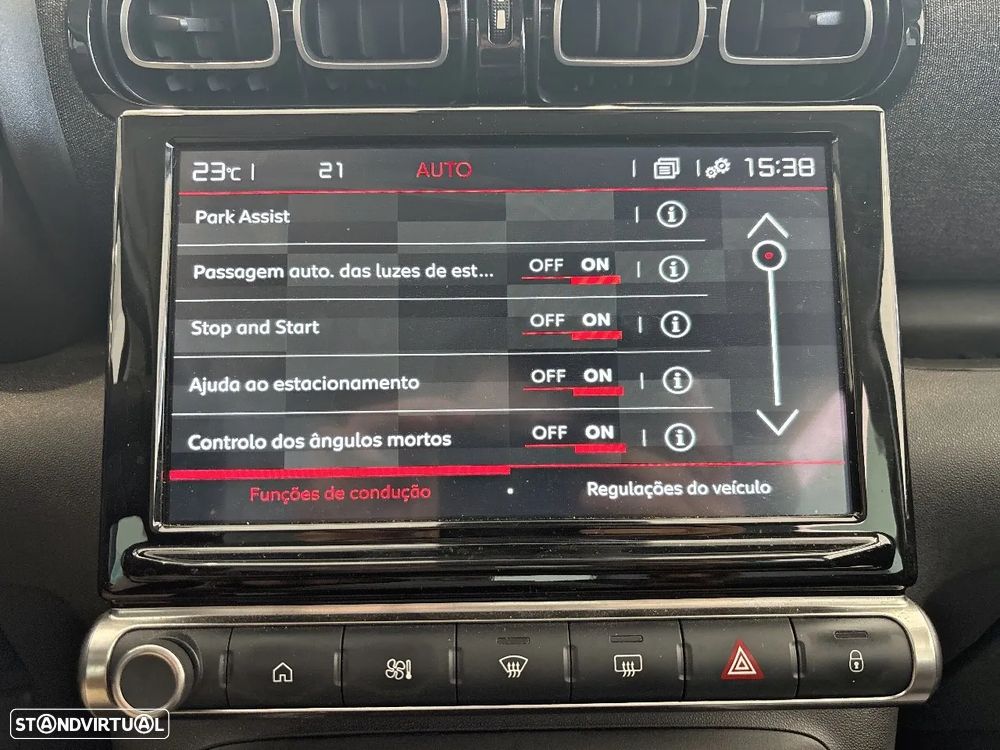 23°C 21 AUTO 15:38
Park Assist
Passagem auto. das luzes de est... OFF ON
Stop and Start OFF ON
Ajuda ao estacionamento OFF ON
Controlo dos ângulos mortos OFF ON
Funções de condução Regulações do veículo
STANDVIRTUAL